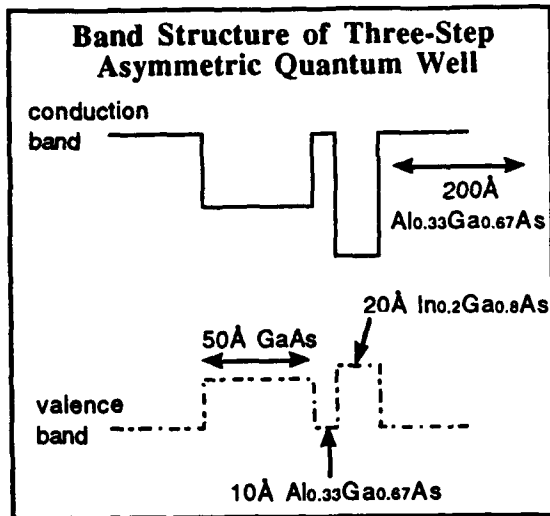 Band Structure of Three-Step
Asymmetric Quantum Well
conduction
band
200Å
Al0.33Ga0.67As
20Å In0.2Ga0.8As
50Å GaAs
valence
band
10Å Al0.33Ga0.67As